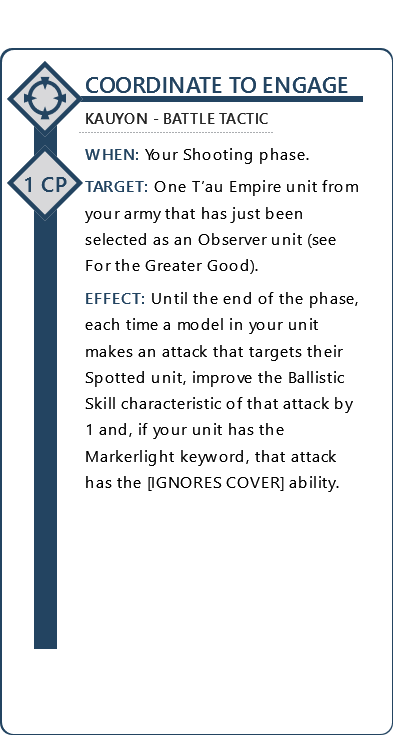 COORDINATE TO ENGAGE
KAUYON - BATTLE TACTIC
WHEN: Your Shooting phase.
1 CP
TARGET: One T’au Empire unit from
your army that has just been
selected as an Observer unit (see
For the Greater Good).
EFFECT: Until the end of the phase,
each time a model in your unit
makes an attack that targets their
Spotted unit, improve the Ballistic
Skill characteristic of that attack by
1 and, if your unit has the
Markerlight keyword, that attack
has the [IGNORES COVER] ability.